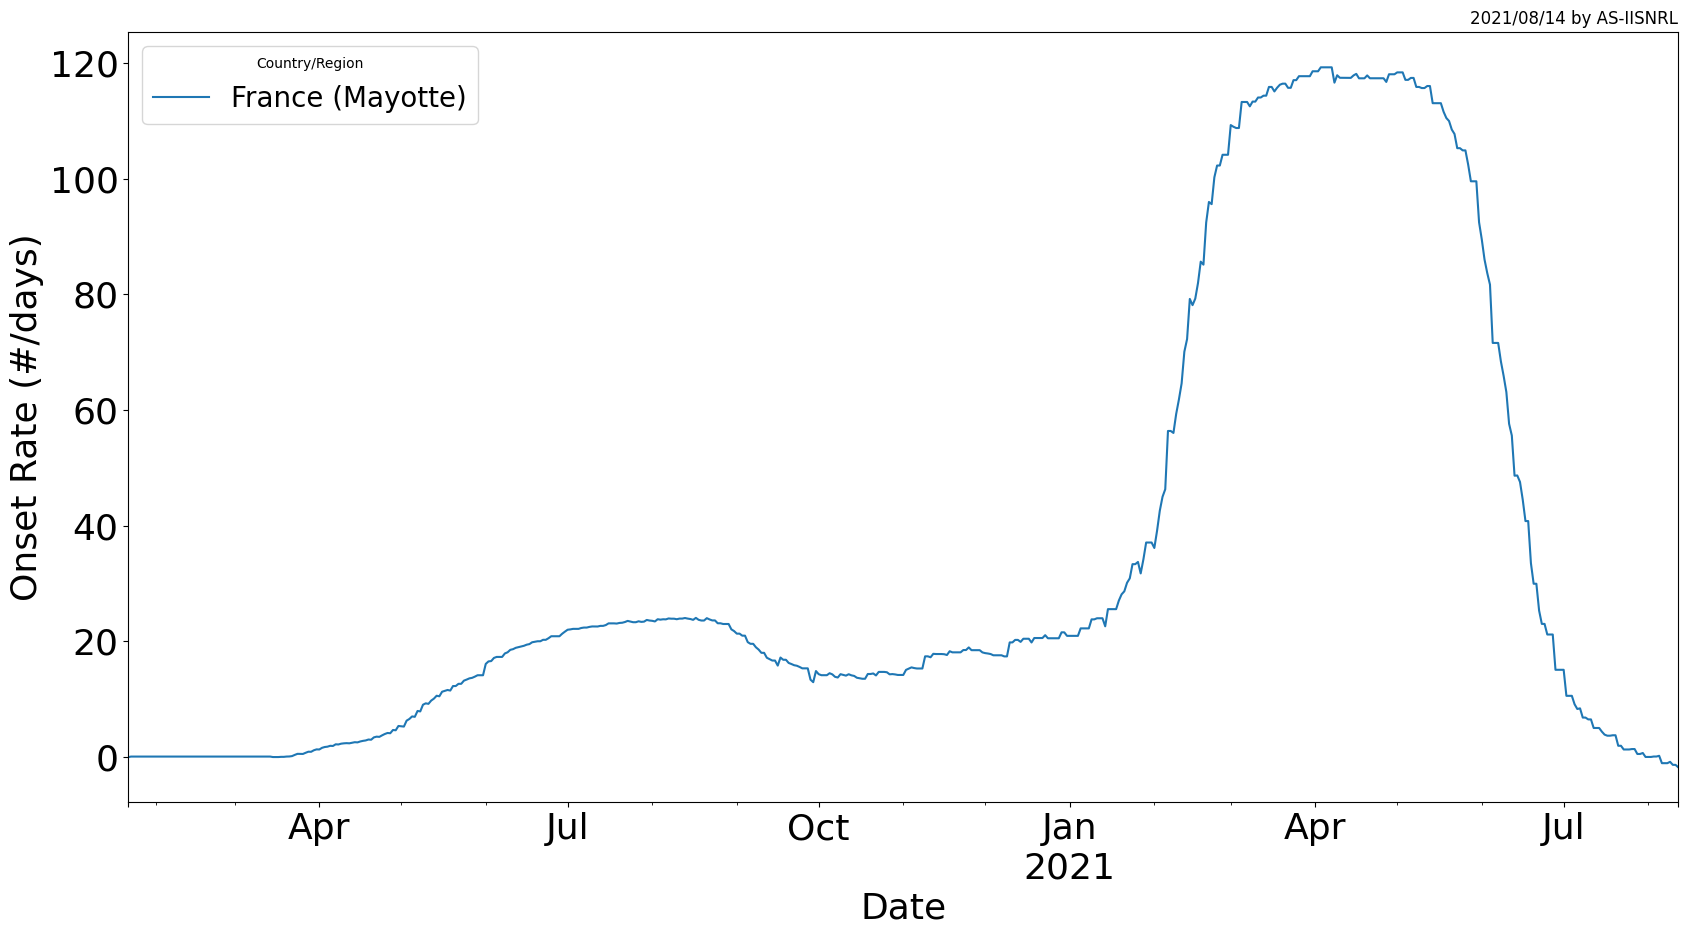 2021/08/14 by AS-IISNRL
Country/Region
France (Mayotte)
120
100
80
60
40
20
0
Onset Rate (#/days)
Apr
Jul
Oct
Jan
Apr
Jul
2021
Date